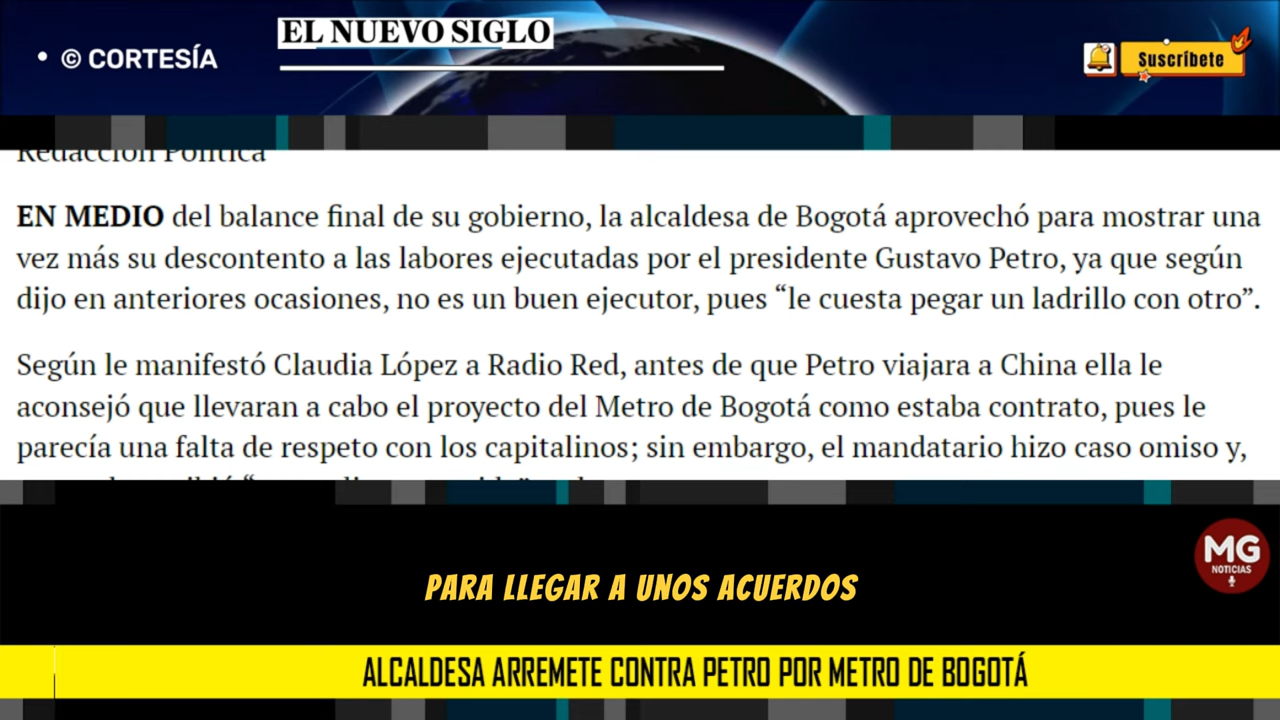 EL NUEVO SIGLO
• © CORTESÍA
Suscríbete
Redacción Política
EN MEDIO del balance final de su gobierno, la alcaldesa de Bogotá aprovechó para mostrar una
vez más su descontento a las labores ejecutadas por el presidente Gustavo Petro, ya que según
dijo en anteriores ocasiones, no es un buen ejecutor, pues “le cuesta pegar un ladrillo con otro”.
Según le manifestó Claudia López a Radio Red, antes de que Petro viajara a China ella le
aconsejó que llevaran a cabo el proyecto del Metro de Bogotá como estaba contrato, pues le
parecía una falta de respeto con los capitalinos; sin embargo, el mandatario hizo caso omiso y,
MG
NOTICIAS
PARA LLEGAR A UNOS ACUERDOS
ALCALDESA ARREMETE CONTRA PETRO POR METRO DE BOGOTÁ